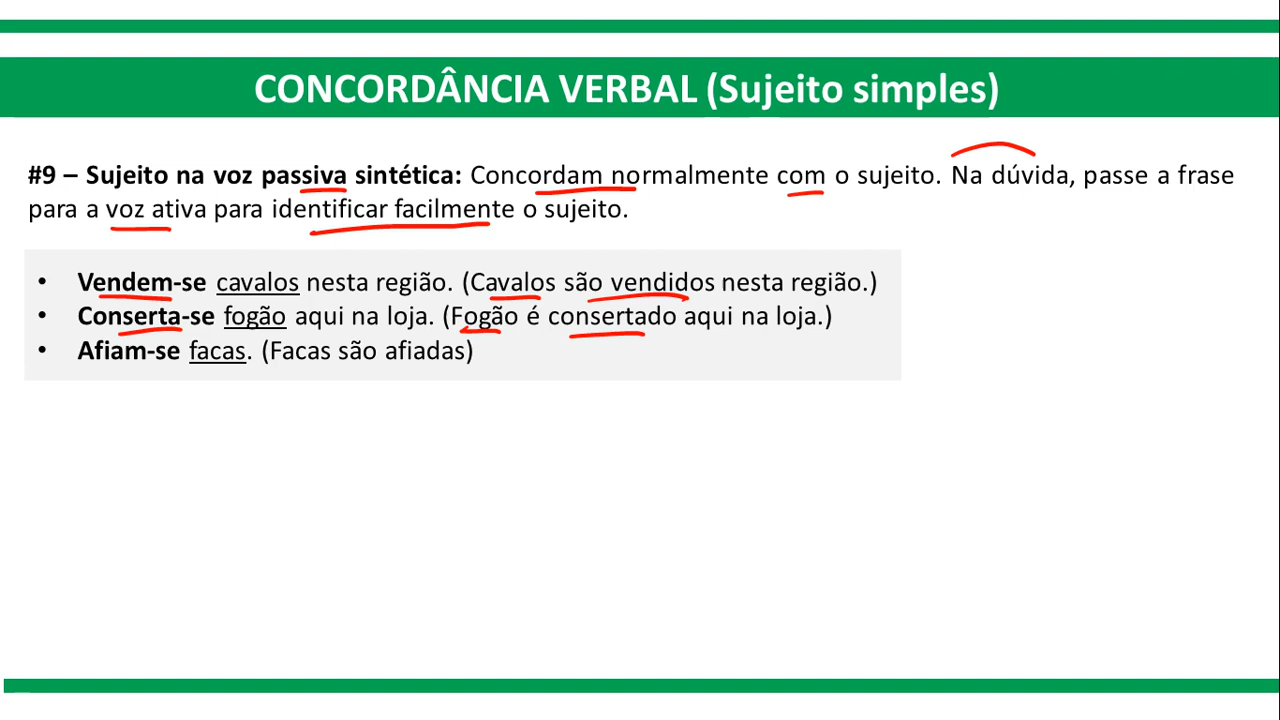 CONCORDÂNCIA VERBAL (Sujeito simples)
#9 – Sujeito na voz passiva sintética: Concordam normalmente com o sujeito. Na dúvida, passe a frase
para a voz ativa para identificar facilmente o sujeito.
• Vendem-se cavalos nesta região. (Cavalos são vendidos nesta região.)
• Conserta-se fogão aqui na loja. (Fogão é consertado aqui na loja.)
• Afiam-se facas. (Facas são afiadas)